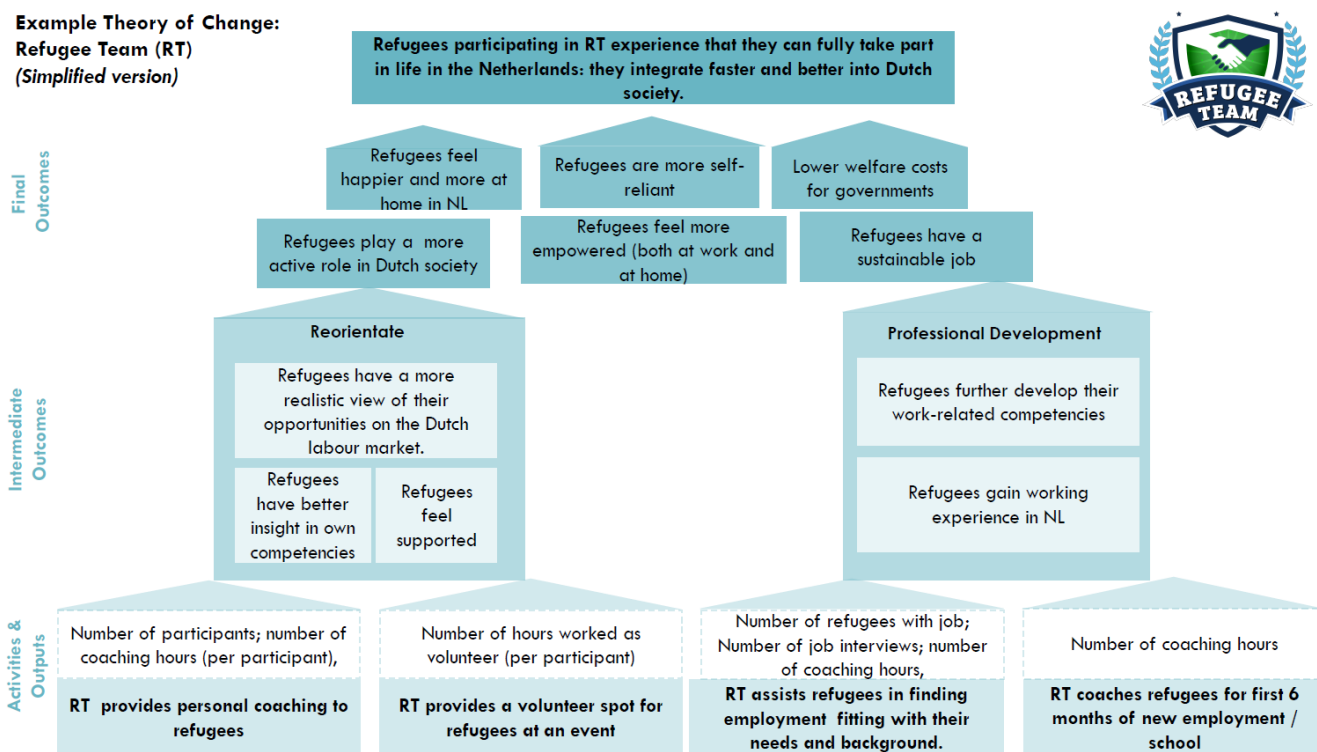 Example Theory of Change:
Refugee Team (RT)
(Simplified version)
Refugees participating in RT experience that they can fully take part
in life in the Netherlands: they integrate faster and better into Dutch
society.
REFUGEE
TEAM
Final
Outcomes
Refugees feel
happier and more at
home in NL
Refugees are more self-
reliant
Lower welfare costs
for governments
Refugees play a more
active role in Dutch society
Refugees feel more
empowered (both at work and
at home)
Refugees have a
sustainable job
Intermediate
Outcomes
Reorientate
Refugees have a more
realistic view of their
opportunities on the Dutch
labour market.
Refugees
have better
insight in own
competencies
Refugees
feel
supported
Professional Development
Refugees further develop their
work-related competencies
Refugees gain working
experience in NL
Activities &
Outputs
Number of participants; number of
coaching hours (per participant),
RT provides personal coaching to
refugees
Number of hours worked as
volunteer (per participant)
RT provides a volunteer spot for
refugees at an event
Number of refugees with job;
Number of job interviews; number
of coaching hours,
RT assists refugees in finding
employment fitting with their
needs and background.
Number of coaching hours
RT coaches refugees for first 6
months of new employment /
school